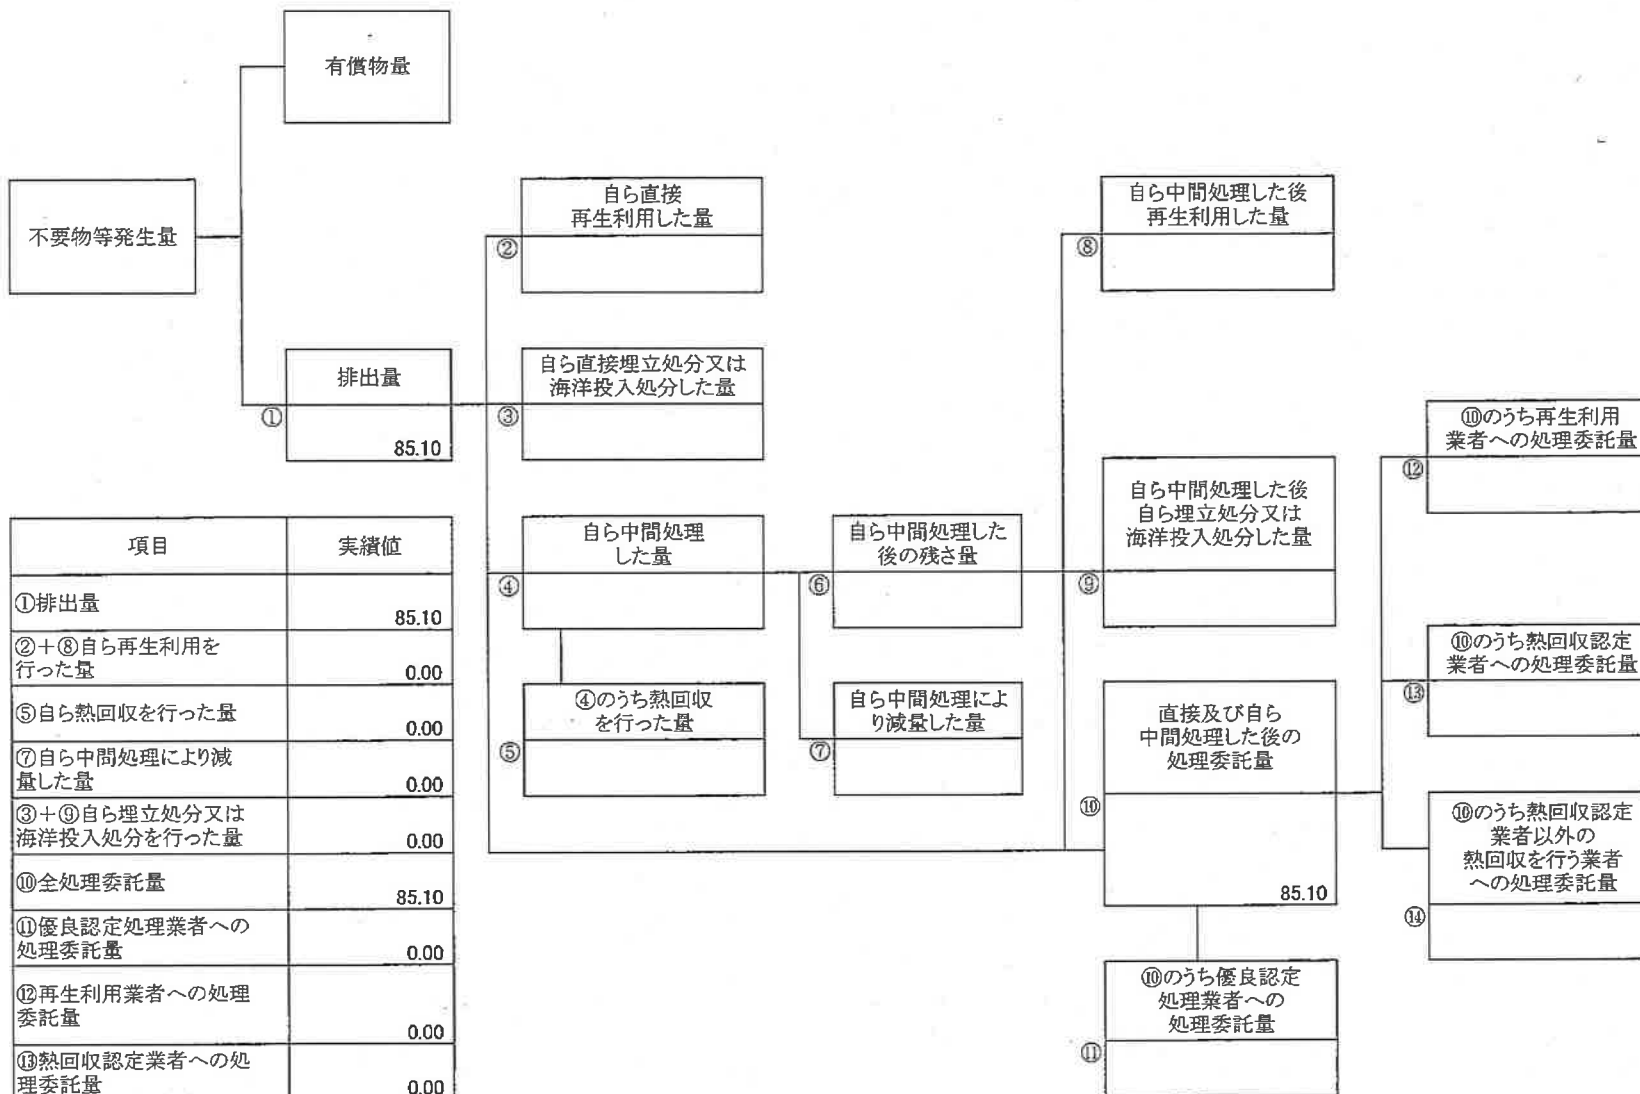 有償物量
不要物等発生量
排出量
①
85.10
自ら直接
再生利用した量
②
自ら直接埋立処分又は
海洋投入処分した量
③
自ら中間処理
した量
④
④のうち熱回収
を行った量
⑤
自ら中間処理した
後の残さ量
⑥
自ら中間処理によ
り減量した量
⑦
自ら中間処理した後
再生利用した量
⑧
自ら中間処理した後
自ら埋立処分又は
海洋投入処分した量
⑨
直接及び自ら
中間処理した後の
処理委託量
⑩
85.10
⑩のうち優良認定
処理業者への
処理委託量
⑪
⑩のうち再生利用
業者への処理委託量
⑫
⑩のうち熱回収認定
業者への処理委託量
⑬
⑩のうち熱回収認定
業者以外の
熱回収を行う業者
への処理委託量
⑭
項目 実績値
①排出量
85.10
②＋⑧自ら再生利用を
行った量
0.00
⑤自ら熱回収を行った量
0.00
⑦自ら中間処理により減
量した量
0.00
③＋⑨自ら埋立処分又は
海洋投入処分を行った量
0.00
⑩全処理委託量
85.10
⑪優良認定処理業者への
処理委託量
0.00
⑫再生利用業者への処理
委託量
0.00
⑬熱回収認定業者への処
理委託量
0.00